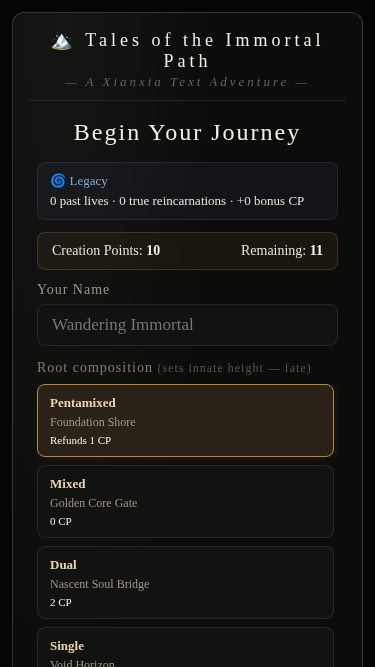 Tales of the Immortal
Path
— A Xianxia Text Adventure —
Begin Your Journey
Legacy
0 past lives · 0 true reincarnations · +0 bonus CP
Creation Points: 10
Remaining: 11
Your Name
Wandering Immortal
Root composition (sets innate height — fate)
Pentamixed
Foundation Shore
Refunds 1 CP
Mixed
Golden Core Gate
0 CP
Dual
Nascent Soul Bridge
2 CP
Single
Void Horizon